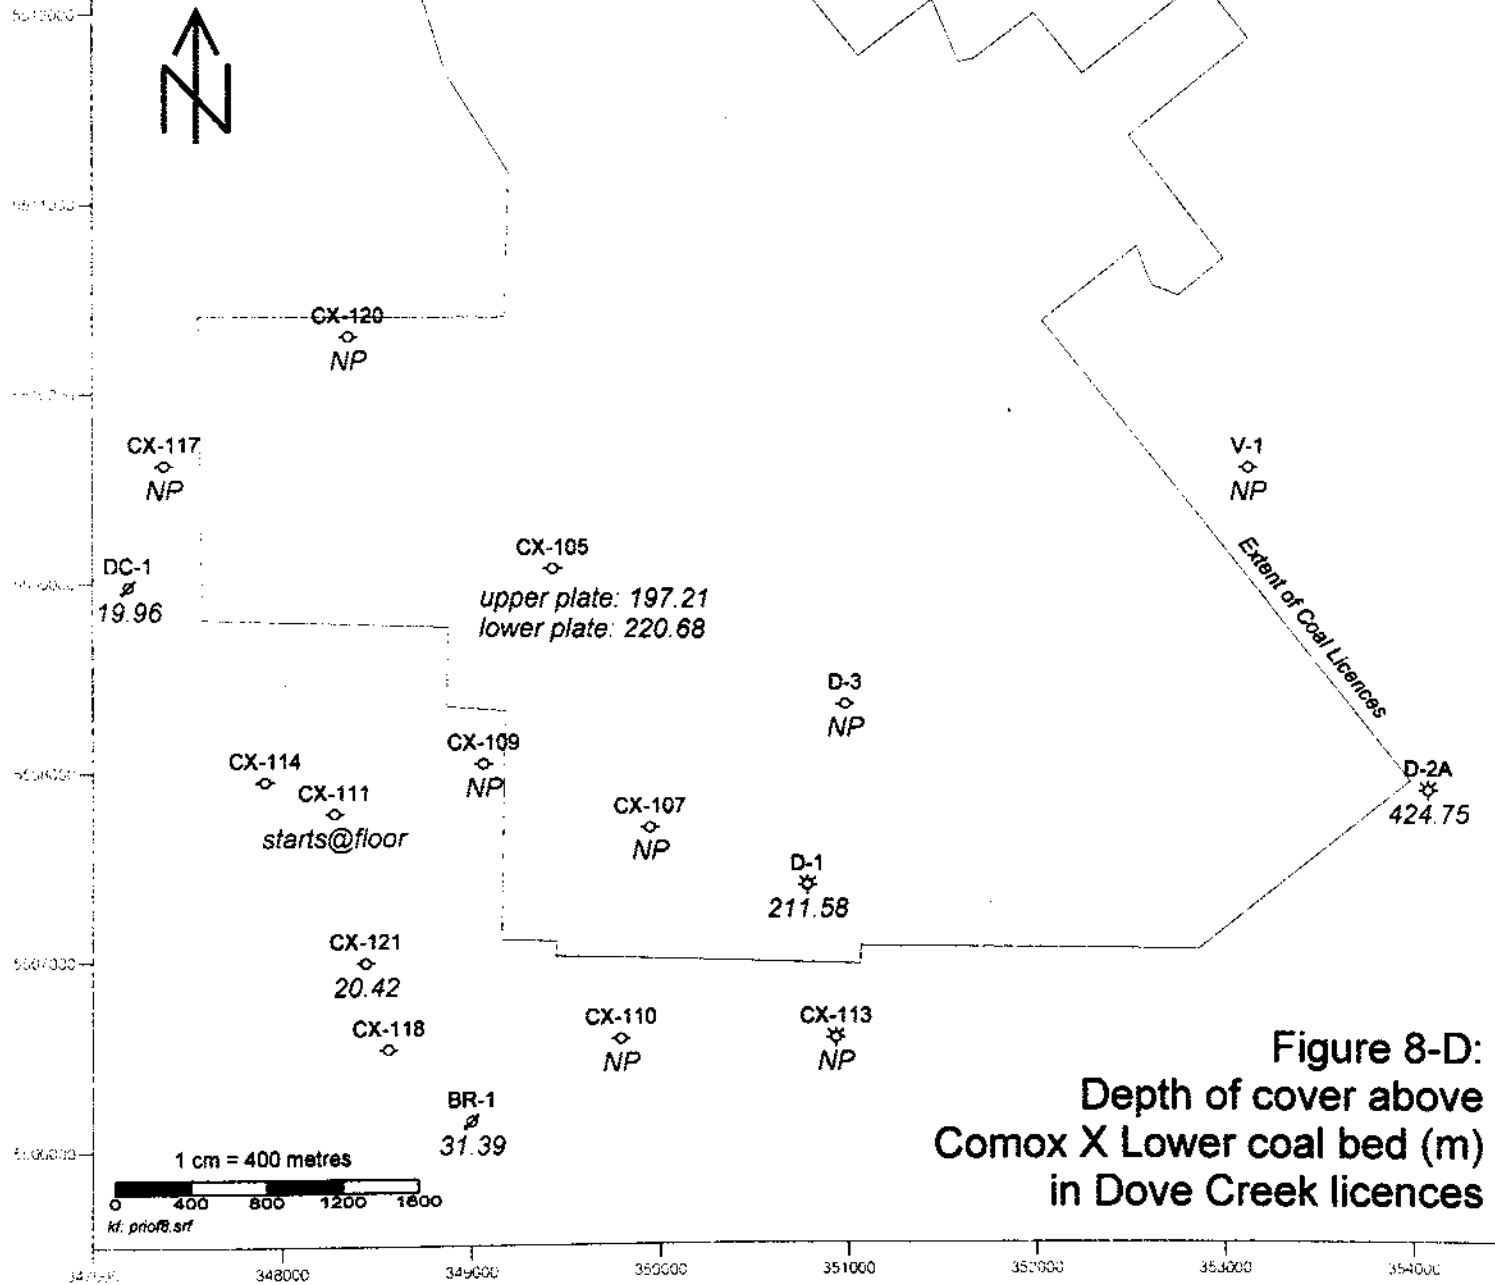 N
CX-120
NP
CX-117
NP
V-1
NP
CX-105
upper plate: 197.21
lower plate: 220.68
DC-1
19.96
Extent of Coal Licences
D-3
NP
CX-109
NP
CX-114
CX-111
starts@floor
D-2A
424.75
CX-107
NP
D-1
211.58
CX-121
20.42
CX-118
CX-110
NP
CX-113
NP
BR-1
31.39
Figure 8-D:
Depth of cover above
Comox X Lower coal bed (m)
in Dove Creek licences
1 cm = 400 metres
0 400 800 1200 1600
kf: priof8.srf
348000 349000 350000 351000 352000 353000 354000